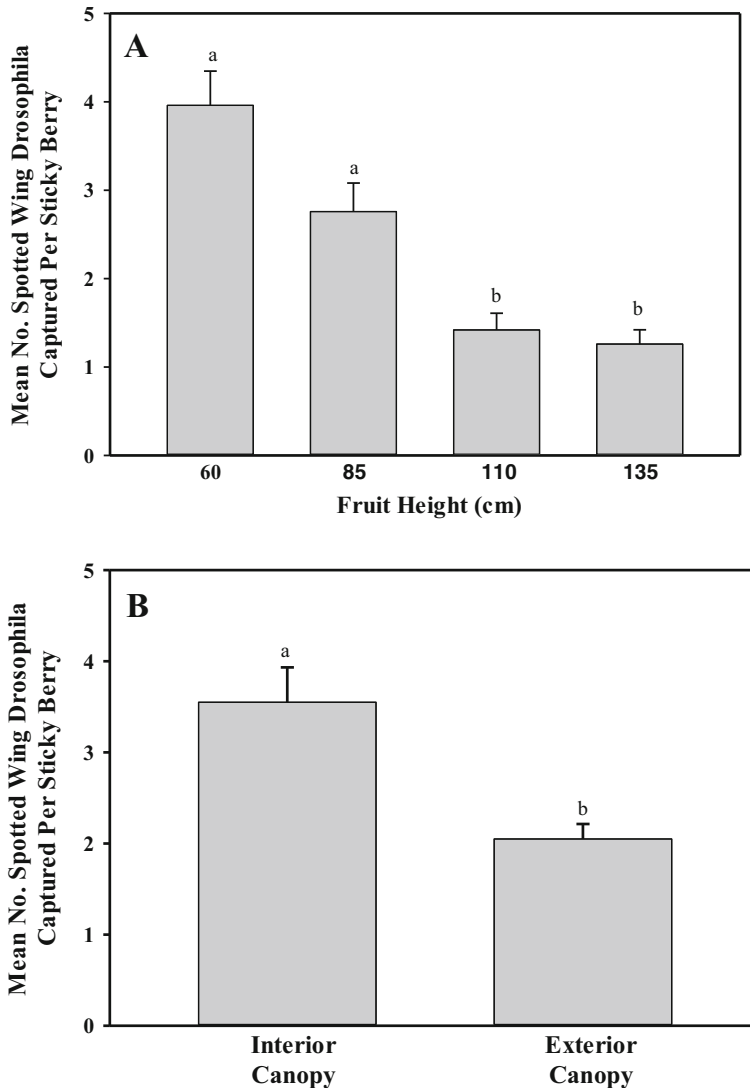 Mean No. Spotted Wing Drosophila
Captured Per Sticky Berry
5
4
3
2
1
0
A
a
a
b
b
60 85 110 135
Fruit Height (cm)
Mean No. Spotted Wing Drosophila
Captured Per Sticky Berry
5
4
3
2
1
0
B
a
b
Interior
Canopy
Exterior
Canopy